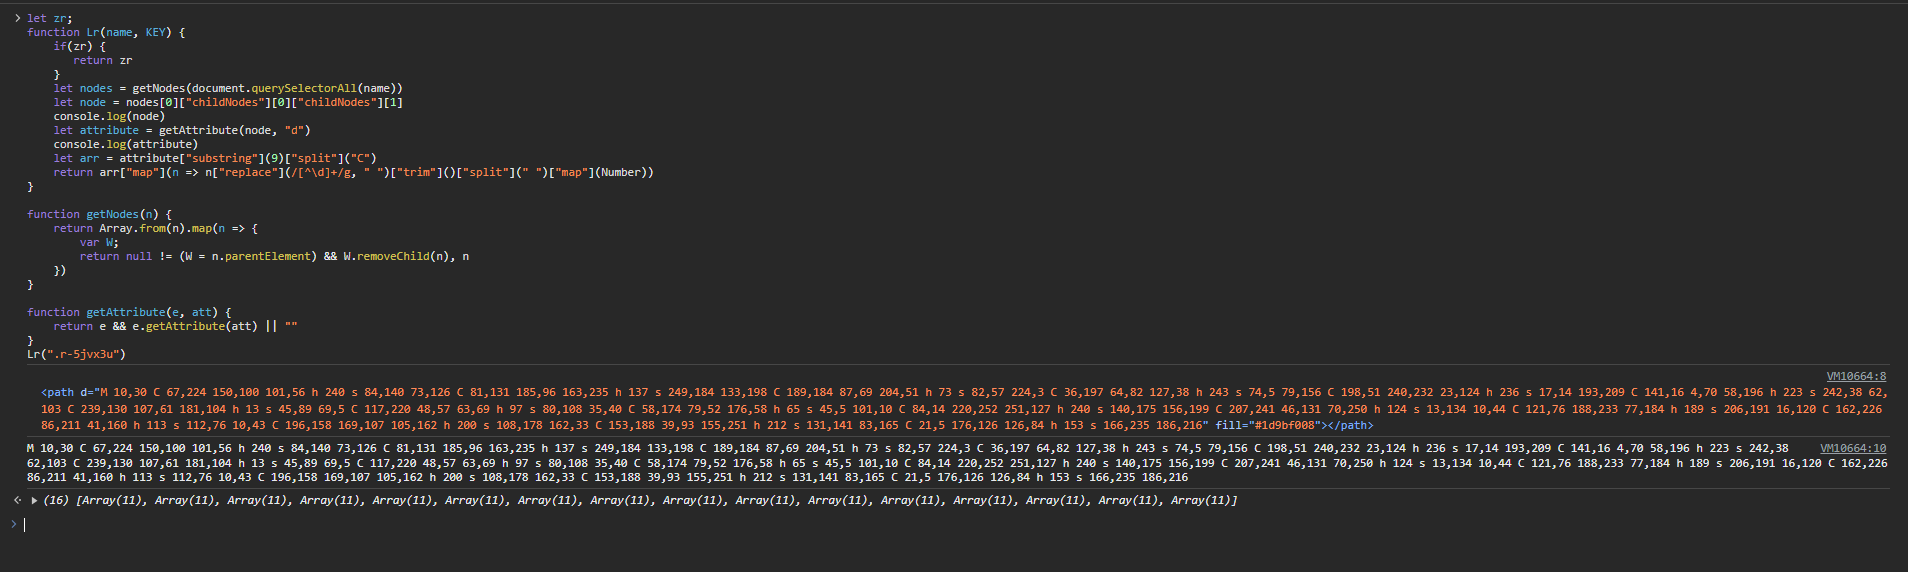 > let zr;
function Lr(name, KEY) {
    if(zr) {
       return zr
    }
    let nodes = getNodes(document.querySelectorAll(name))
    let node = nodes[0]["childNodes"][0]["childNodes"][1]
    console.log(node)
    let attribute = getAttribute(node, "d")
    console.log(attribute)
    let arr = attribute["substring"](9)["split"]("C")
    return arr["map"](n => n["replace"](/[^\d]+/g, " ")["trim"]()["split"](" ")["map"](Number))
}
function getNodes(n) {
    return Array.from(n).map(n => {
        var W;
        return null != (W = n.parentElement) && W.removeChild(n), n
    })
}
function getAttribute(e, att) {
    return e && e.getAttribute(att) || ""
}
Lr(".r-5jvx3u")
VM10664:8
<path d="M 10,30 C 67,224 150,100 101,56 h 240 s 84,140 73,126 C 81,131 185,96 163,235 h 137 s 249,184 133,198 C 189,184 87,69 204,51 h 73 s 82,57 224,3 C 36,197 64,82 127,38 h 243 s 74,5 79,156 C 198,51 240,232 23,124 h 236 s 17,14 193,209 C 141,16 4,70 58,196 h 223 s 242,38 62,
103 C 239,130 107,61 181,104 h 13 s 45,89 69,5 C 117,220 48,57 63,69 h 97 s 80,108 35,40 C 58,174 79,52 176,58 h 65 s 45,5 101,10 C 84,14 220,252 251,127 h 240 s 140,175 156,199 C 207,241 46,131 70,250 h 124 s 13,134 10,44 C 121,76 188,233 77,184 h 189 s 206,191 16,120 C 162,226
86,211 41,160 h 113 s 112,76 10,43 C 196,158 169,107 105,162 h 200 s 108,178 162,33 C 153,188 39,93 155,251 h 212 s 131,141 83,165 C 21,5 176,126 126,84 h 153 s 166,235 186,216" fill="#1d9bf008"></path>
M 10,30 C 67,224 150,100 101,56 h 240 s 84,140 73,126 C 81,131 185,96 163,235 h 137 s 249,184 133,198 C 189,184 87,69 204,51 h 73 s 82,57 224,3 C 36,197 64,82 127,38 h 243 s 74,5 79,156 C 198,51 240,232 23,124 h 236 s 17,14 193,209 C 141,16 4,70 58,196 h 223 s 242,38 VM10664:10
62,103 C 239,130 107,61 181,104 h 13 s 45,89 69,5 C 117,220 48,57 63,69 h 97 s 80,108 35,40 C 58,174 79,52 176,58 h 65 s 45,5 101,10 C 84,14 220,252 251,127 h 240 s 140,175 156,199 C 207,241 46,131 70,250 h 124 s 13,134 10,44 C 121,76 188,233 77,184 h 189 s 206,191 16,120 C 162,226
86,211 41,160 h 113 s 112,76 10,43 C 196,158 169,107 105,162 h 200 s 108,178 162,33 C 153,188 39,93 155,251 h 212 s 131,141 83,165 C 21,5 176,126 126,84 h 153 s 166,235 186,216
(16) [Array(11), Array(11), Array(11), Array(11), Array(11), Array(11), Array(11), Array(11), Array(11), Array(11), Array(11), Array(11), Array(11), Array(11), Array(11), Array(11)]
>